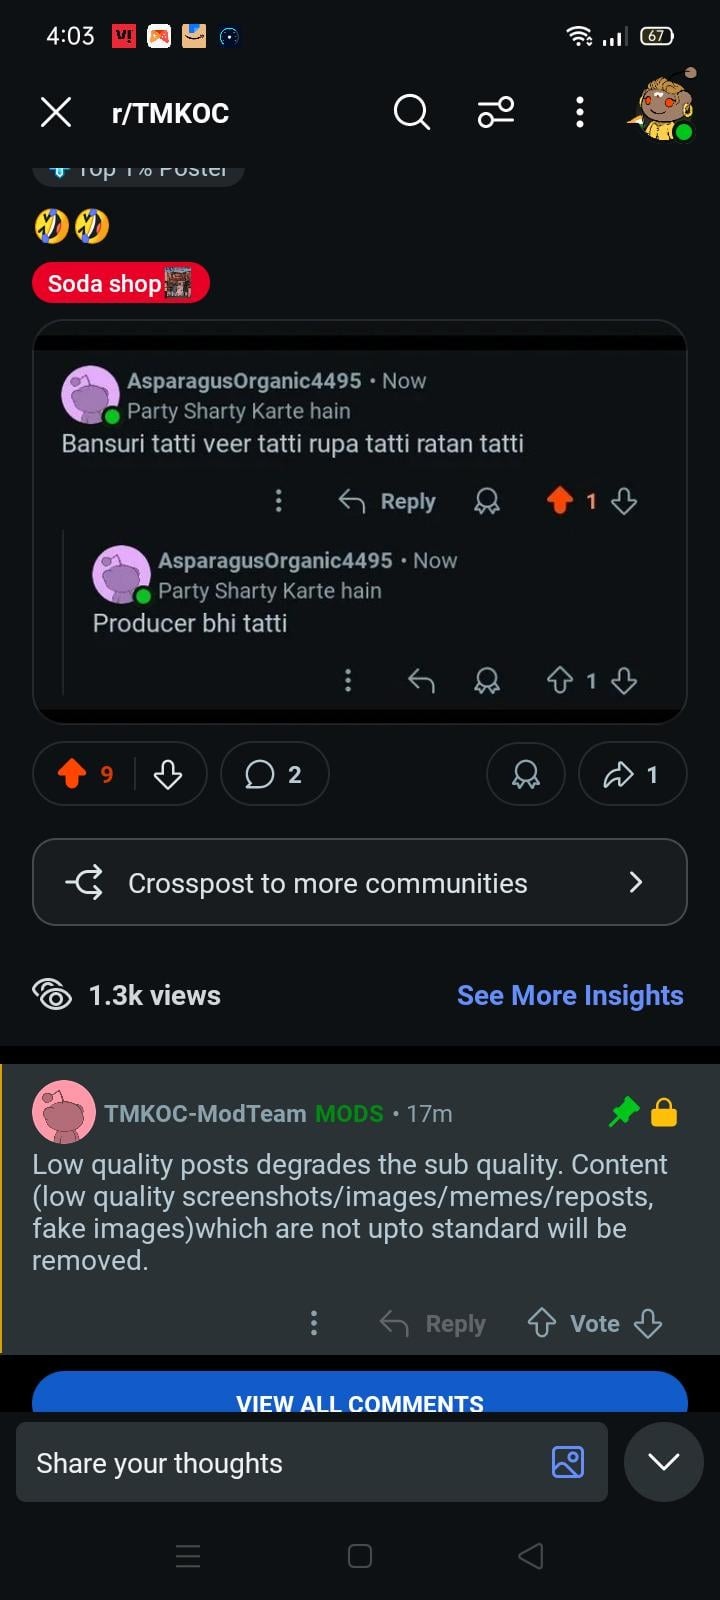 4:03
VI
67
r/TMKOC
Top 1% Poster
🤣🤣
Soda shop
AsparagusOrganic4495 • Now
Party Sharty Karte hain
Bansuri tatti veer tatti rupa tatti ratan tatti
Reply
1
AsparagusOrganic4495 • Now
Party Sharty Karte hain
Producer bhi tatti
1
9
2
1
Crosspost to more communities
1.3k views
See More Insights
TMKOC-ModTeam MODS • 17m
Low quality posts degrades the sub quality. Content
(low quality screenshots/images/memes/reposts,
fake images)which are not upto standard will be
removed.
Reply
Vote
VIEW ALL COMMENTS
Share your thoughts